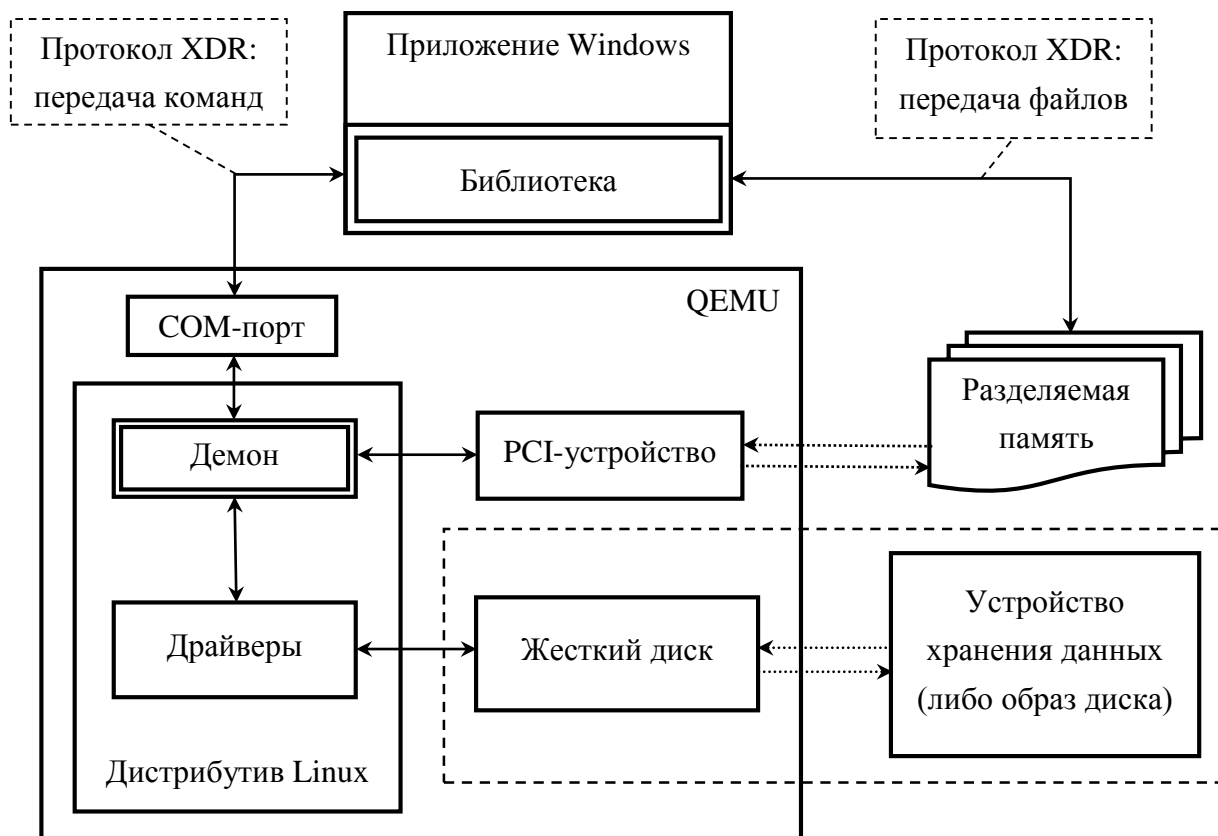 Протокол XDR:
передача команд
Приложение Windows
Протокол XDR:
передача файлов
Библиотека
QEMU
COM-порт
Разделяемая
память
Демон
PCI-устройство
Устройство
хранения данных
(либо образ диска)
Драйверы
Жесткий диск
Дистрибутив Linux